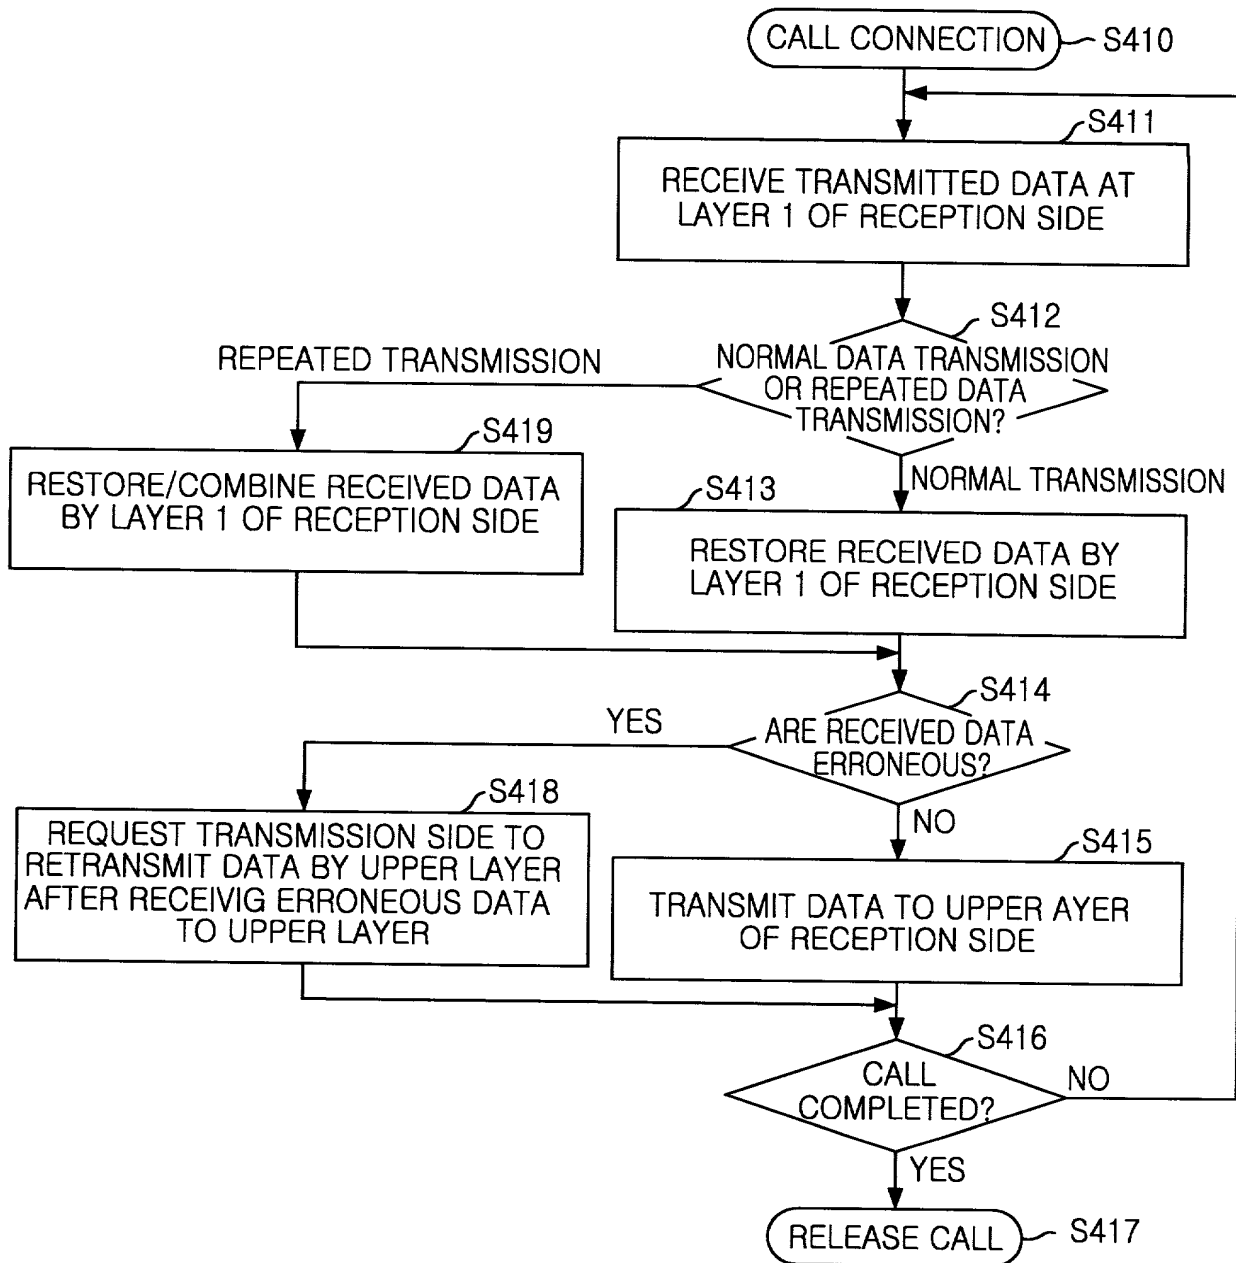 CALL CONNECTION
S410
S411
RECEIVE TRANSMITTED DATA AT
LAYER 1 OF RECEPTION SIDE
S412
NORMAL DATA TRANSMISSION
OR REPEATED DATA
TRANSMISSION?
REPEATED TRANSMISSION
S419
RESTORE/COMBINE RECEIVED DATA
BY LAYER 1 OF RECEPTION SIDE
NORMAL TRANSMISSION
S413
RESTORE RECEIVED DATA BY
LAYER 1 OF RECEPTION SIDE
S414
ARE RECEIVED DATA
ERRONEOUS?
YES
S418
REQUEST TRANSMISSION SIDE TO
RETRANSMIT DATA BY UPPER LAYER
AFTER RECEIVIG ERRONEOUS DATA
TO UPPER LAYER
NO
S415
TRANSMIT DATA TO UPPER AYER
OF RECEPTION SIDE
S416
CALL
COMPLETED?
NO
YES
RELEASE CALL
S417